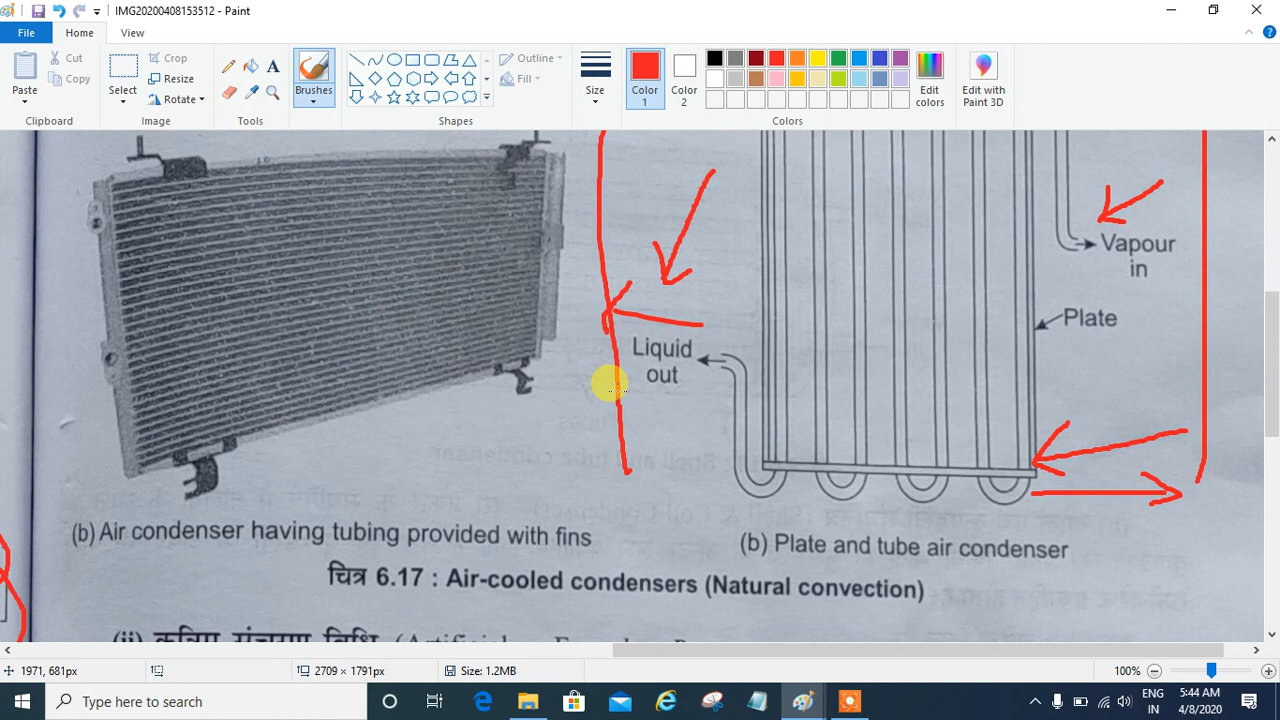 IMG20200408153512 - Paint
File
Home
View
Paste
Cut
Copy
Clipboard
Select
Crop
Resize
Rotate
Image
Tools
Brushes
Outline
Fill
Shapes
Size
Color 1
Color 2
Edit colors
Edit with Paint 3D
Colors
Vapour
in
Plate
Liquid
out
(b) Air condenser having tubing provided with fins
(b) Plate and tube air condenser
चित्र 6.17 : Air-cooled condensers (Natural convection)
1971, 681px
2709 × 1791px
Size: 1.2MB
100%
Type here to search
ENG
IN
5:44 AM
4/8/2020